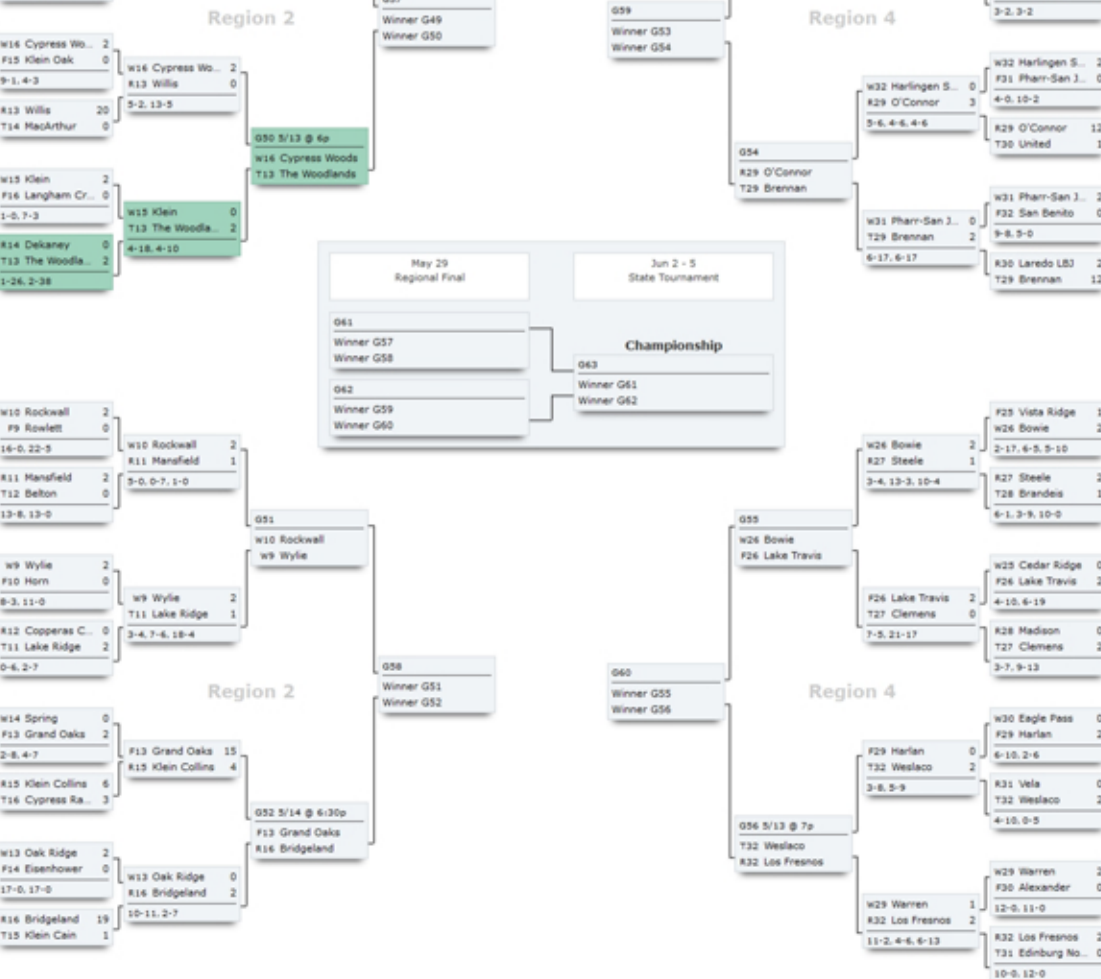 Region 2
W16 Cypress Wo... 2
F15 Klein Oak 0
9-1, 4-3
R13 Willis 20
T14 MacArthur 0
W16 Cypress Wo... 2
R13 Willis 0
5-2, 13-5
W15 Klein 2
F16 Langham Cr... 0
1-0, 7-3
R14 Dekaney 0
T13 The Woodla... 2
1-26, 2-38
W15 Klein 0
T13 The Woodla... 2
4-18, 4-10
G50 5/13 @ 6p
W16 Cypress Woods
T13 The Woodlands
Winner G49
Winner G50
G59
Winner G53
Winner G54
Region 4
3-2, 3-2
W32 Harlingen S... 0
R29 O'Connor 3
5-6, 4-6, 4-6
W32 Harlingen S... 2
F31 Pharr-San J... 0
4-0, 10-2
R29 O'Connor 12
T30 United 1
G54
R29 O'Connor
T29 Brennan
W31 Pharr-San J... 0
T29 Brennan 2
6-17, 6-17
W31 Pharr-San J... 2
F32 San Benito 0
9-8, 5-0
R30 Laredo LBJ 2
T29 Brennan 12
May 29
Regional Final
Jun 2 - 5
State Tournament
G61
Winner G57
Winner G58
G62
Winner G59
Winner G60
Championship
G63
Winner G61
Winner G62
W10 Rockwall 2
F9 Rowlett 0
16-0, 22-5
R11 Mansfield 2
T12 Belton 0
13-8, 13-0
W10 Rockwall 2
R11 Mansfield 1
5-0, 0-7, 1-0
G51
W10 Rockwall
W9 Wylie
W9 Wylie 2
F10 Horn 0
8-3, 11-0
R12 Copperas C... 0
T11 Lake Ridge 2
0-6, 2-7
W9 Wylie 2
T11 Lake Ridge 1
3-4, 7-6, 18-4
G58
Winner G51
Winner G52
Region 2
W14 Spring 0
F13 Grand Oaks 2
2-8, 4-7
R15 Klein Collins 6
T16 Cypress Ra... 3
F13 Grand Oaks 15
R15 Klein Collins 4
G52 5/14 @ 6:30p
F13 Grand Oaks
R16 Bridgeland
W13 Oak Ridge 2
F14 Eisenhower 0
17-0, 17-0
R16 Bridgeland 19
T15 Klein Cain 1
W13 Oak Ridge 0
R16 Bridgeland 2
10-11, 2-7
F25 Vista Ridge 1
W26 Bowie 2
2-17, 6-5, 5-10
R27 Steele 2
T28 Brandeis 1
6-1, 3-9, 10-0
W26 Bowie 2
R27 Steele 1
3-4, 13-3, 10-4
G55
W26 Bowie
F26 Lake Travis
W25 Cedar Ridge 0
F26 Lake Travis 2
4-10, 6-19
R28 Madison 0
T27 Clemens 2
3-7, 9-13
F26 Lake Travis 2
T27 Clemens 0
7-5, 21-17
G60
Winner G55
Winner G56
Region 4
W30 Eagle Pass 0
F29 Harlan 2
6-10, 2-6
R31 Vela 0
T32 Weslaco 2
4-10, 0-5
F29 Harlan 0
T32 Weslaco 2
3-8, 5-9
G56 5/13 @ 7p
T32 Weslaco
R32 Los Fresnos
W29 Warren 2
F30 Alexander 0
12-0, 11-0
R32 Los Fresnos 2
T31 Edinburg No... 0
10-0, 12-0
W29 Warren 1
R32 Los Fresnos 2
11-2, 4-6, 6-13